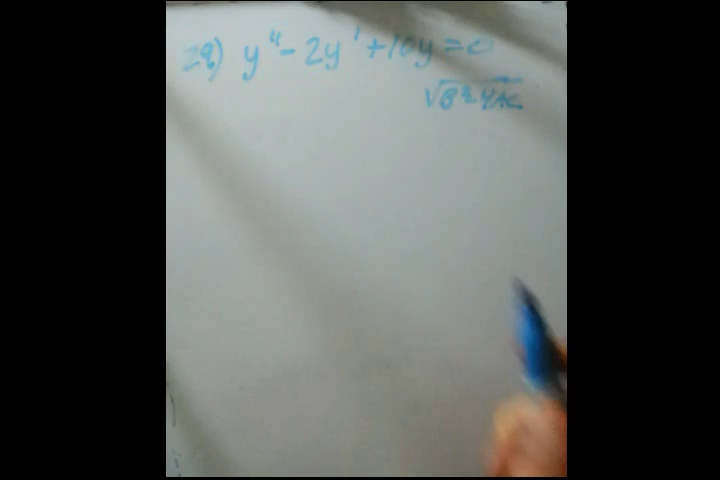 29) y" - 2y' + 10y = 0
√B²-4AC